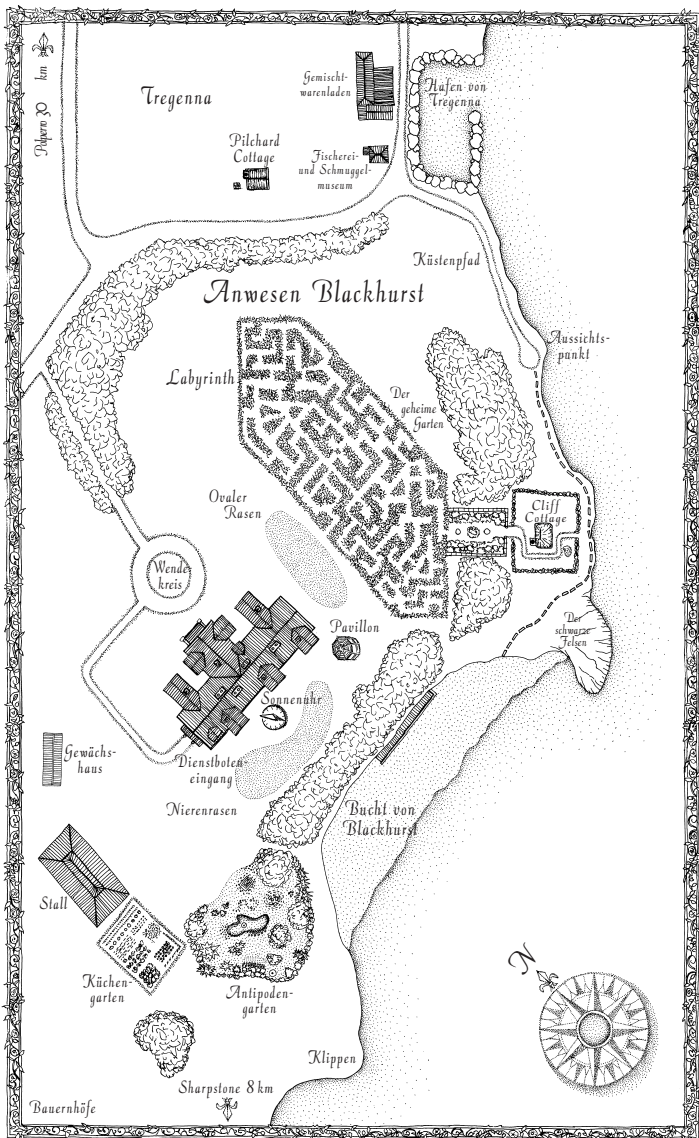 Polperro 30 km
Tregenna
Gemischt-
warenladen
Hafen von
Tregenna
Pilchard
Cottage
Fischerei-
und Schmuggel-
museum
Küstenpfad
Anwesen Blackhurst
Aussichts-
punkt
Labyrinth
Der
geheime
Garten
Ovaler
Rasen
Cliff
Cottage
Wende-
kreis
Der
schwarze
Felsen
Pavillon
Sonnenuhr
Gewächs-
haus
Dienstboten-
eingang
Nierenrasen
Bucht von
Blackhurst
Stall
Küchen-
garten
Antipoden-
garten
N
Klippen
Sharpstone 8 km
Bauernhöfe